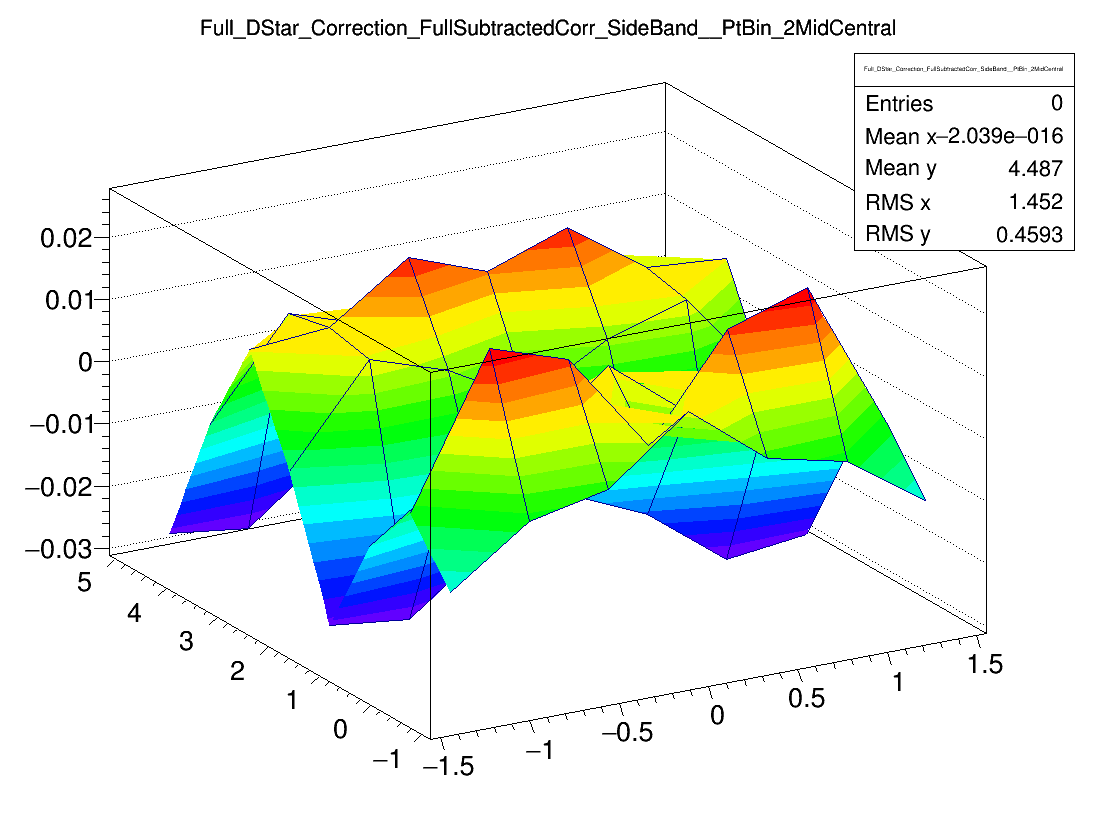 Full_DStar_Correction_FullSubtractedCorr_SideBand__PtBin_2MidCentral
Full_DStar_Correction_FullSubtractedCorr_SideBand__PtBin_2MidCentral
Entries 0
Mean x −2.039e−016
Mean y 4.487
RMS x 1.452
RMS y 0.4593
0.02
0.01
0
−0.01
−0.02
−0.03
5
4
3
2
1
0
−1
−1.5
−1
−0.5
0
0.5
1
1.5